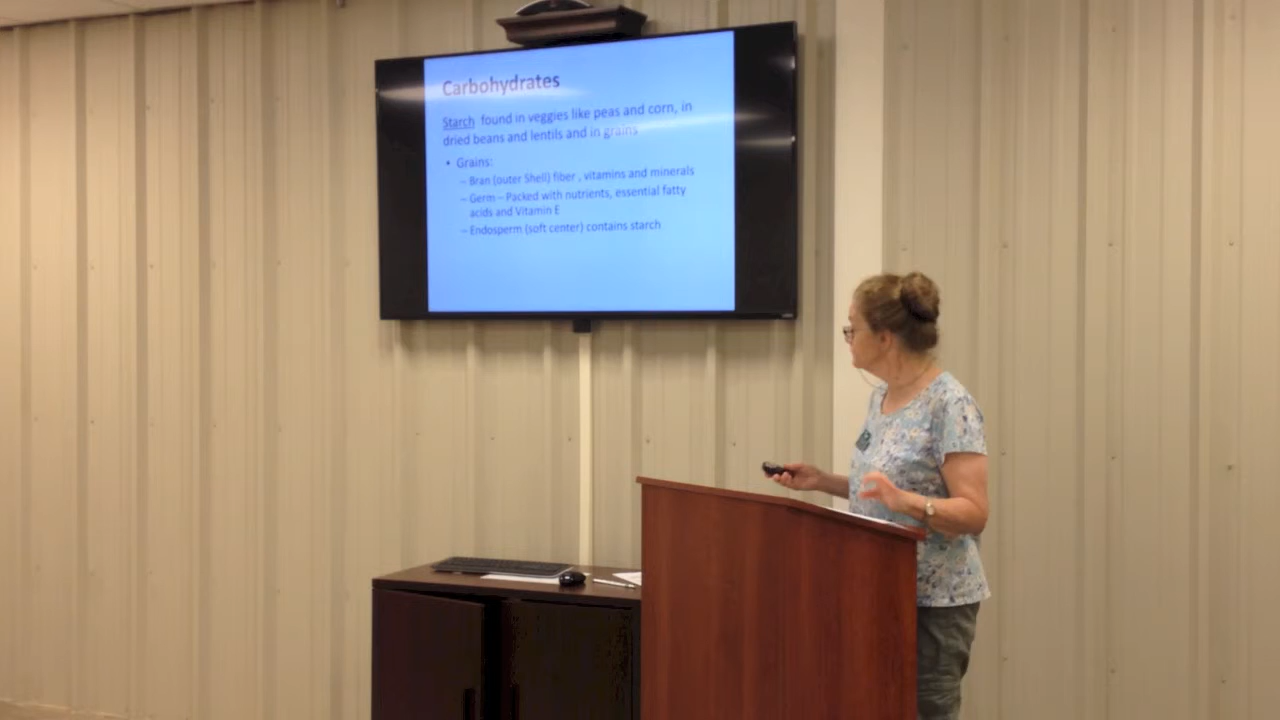 Carbohydrates
Starch found in veggies like peas and corn, in
dried beans and lentils and in grains
• Grains:
– Bran (outer Shell) fiber , vitamins and minerals
– Germ – Packed with nutrients, essential fatty
acids and Vitamin E
– Endosperm (soft center) contains starch